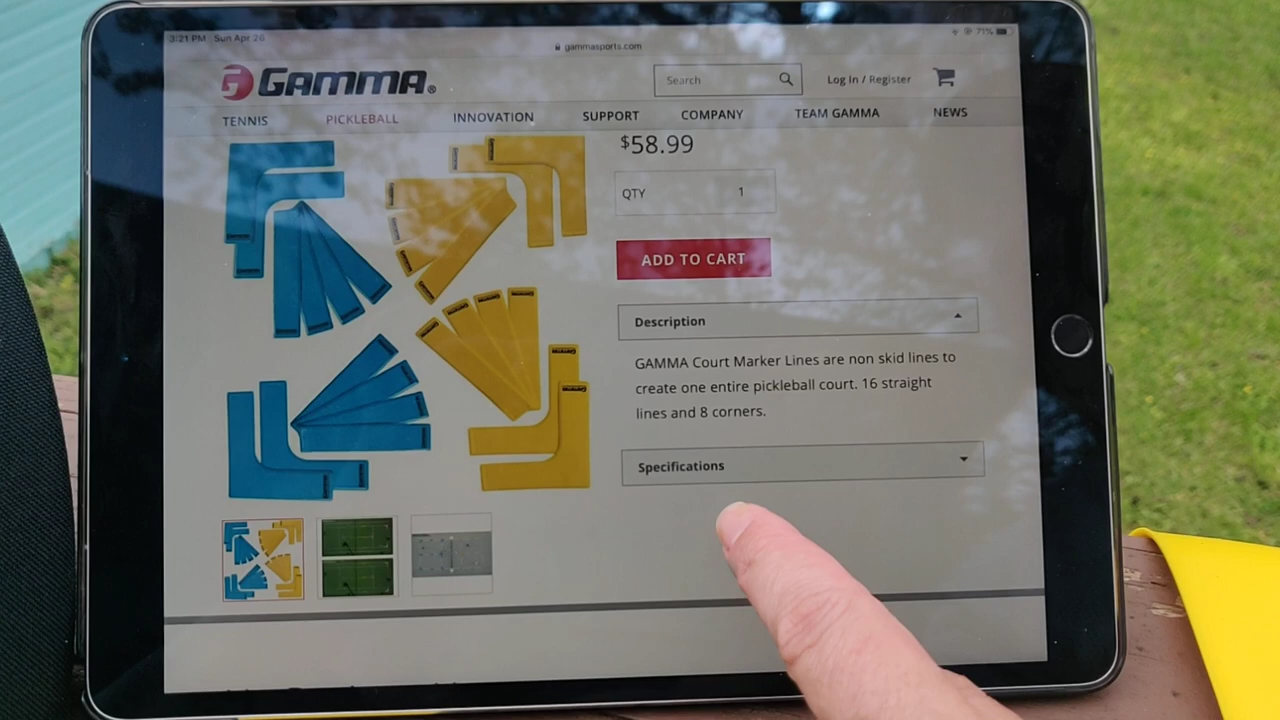 3:21 PM Sun Apr 26
gammasports.com
71%
GAMMA®
Search
Log In / Register
TENNIS PICKLEBALL INNOVATION SUPPORT COMPANY TEAM GAMMA NEWS
$58.99
QTY 1
ADD TO CART
Description
GAMMA Court Marker Lines are non skid lines to
create one entire pickleball court. 16 straight
lines and 8 corners.
Specifications